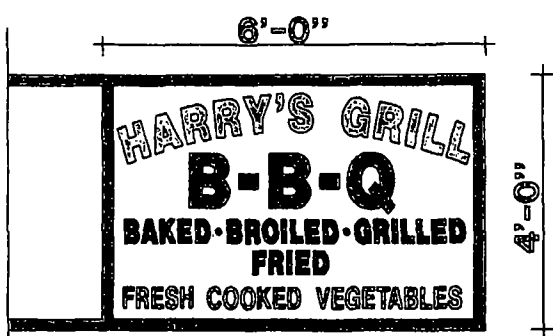 6'-0"
HARRY'S GRILL
B-B-Q
BAKED·BROILED·GRILLED
FRIED
FRESH COOKED VEGETABLES
4'-0"